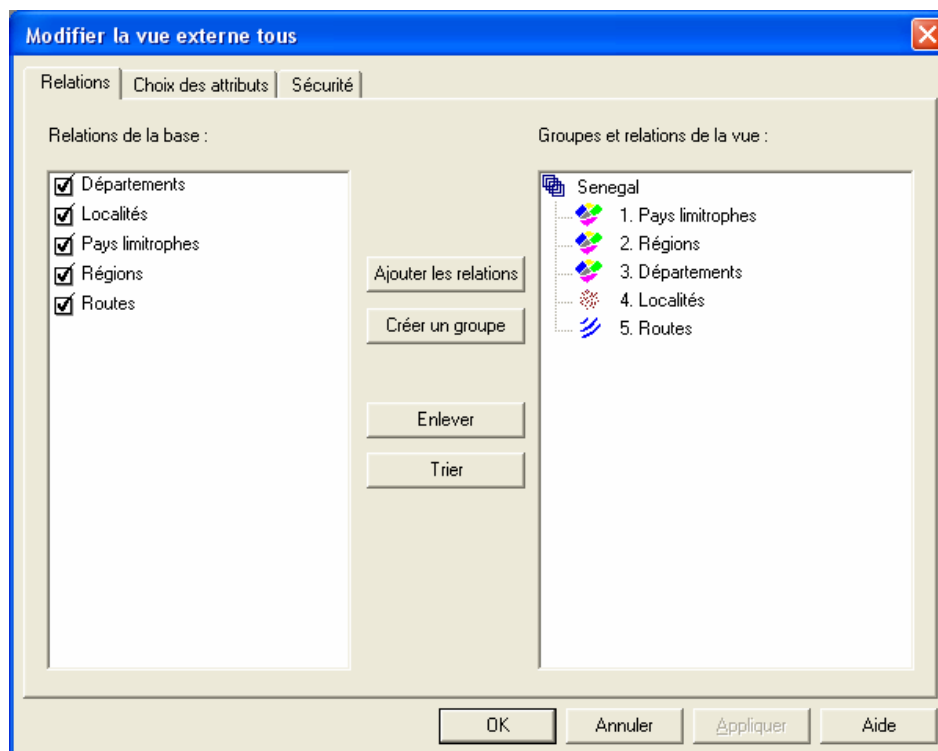 Modifier la vue externe tous
Relations
Choix des attributs
Sécurité
Relations de la base :
Départements
Localités
Pays limitrophes
Régions
Routes
Ajouter les relations
Créer un groupe
Enlever
Trier
Groupes et relations de la vue :
Senegal
1. Pays limitrophes
2. Régions
3. Départements
4. Localités
5. Routes
OK
Annuler
Appliquer
Aide